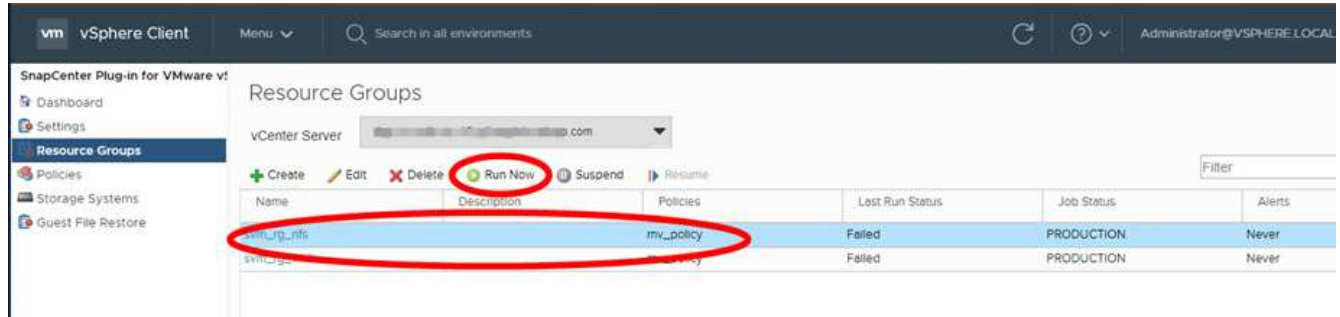 vm vSphere Client Menu Search in all environments Administrator@VSPHERE.LOCAL
SnapCenter Plug-in for VMware vS
Dashboard
Settings
Resource Groups
Policies
Storage Systems
Guest File Restore
Resource Groups
vCenter Server .com
Create Edit Delete Run Now Suspend Resume
Filter
Name Description Policies Last Run Status Job Status Alerts
svm_rg_nfs mv_policy Failed PRODUCTION Never
Failed PRODUCTION Never